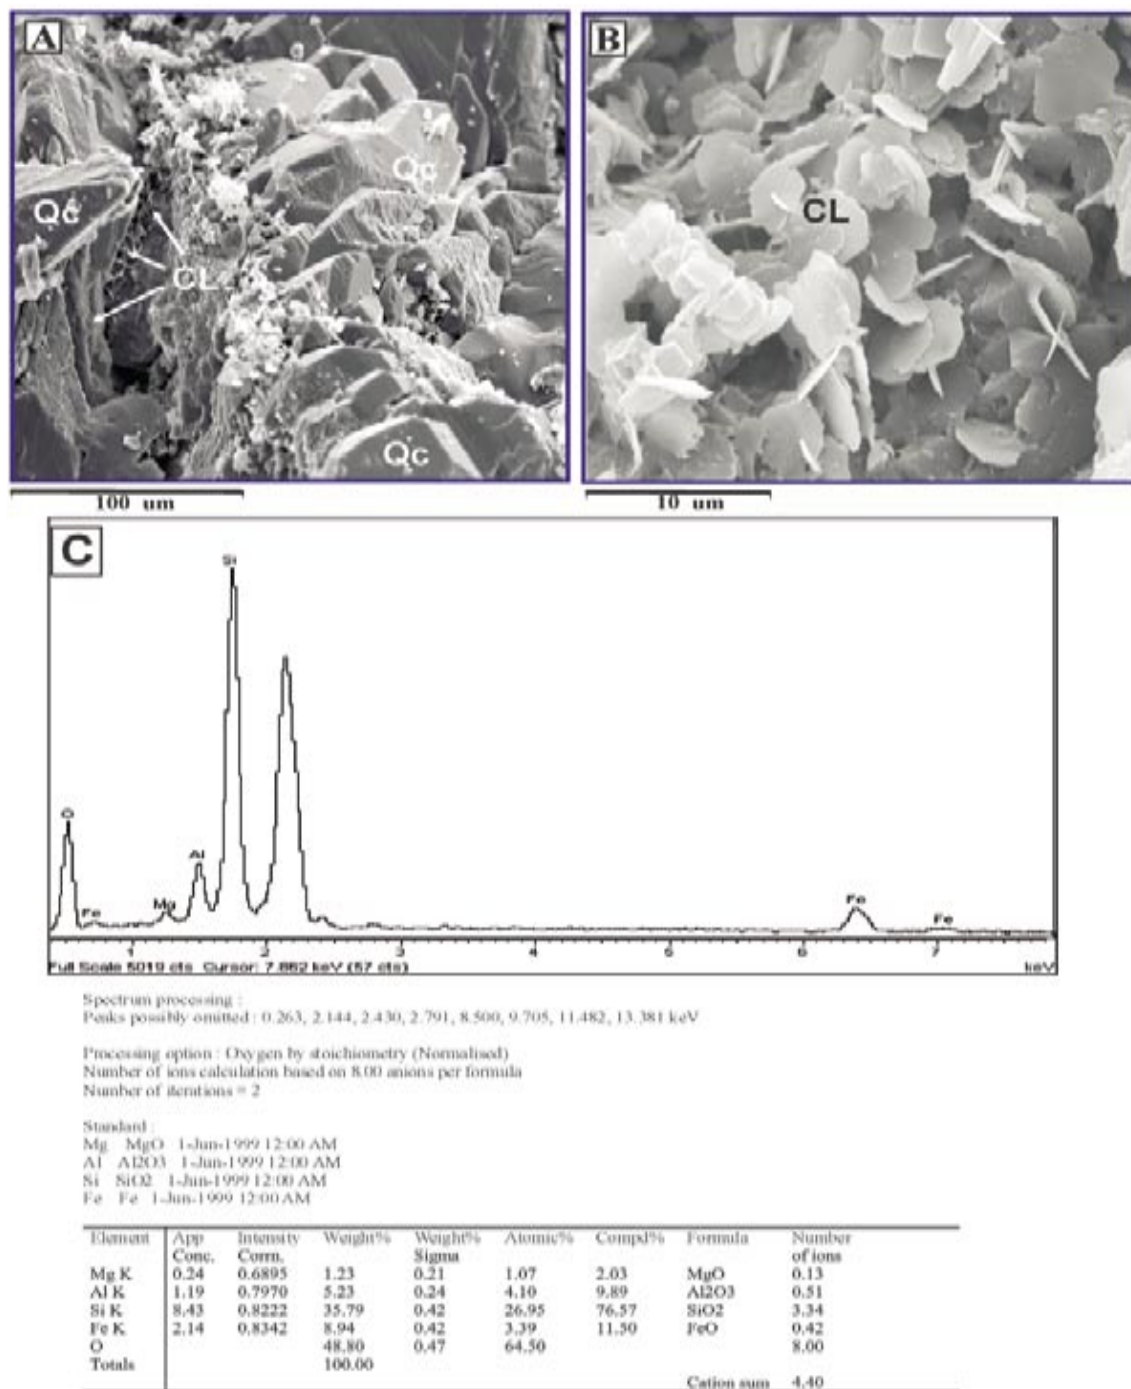 A
B
Qc
Qc
CL
Qc
CL
100 um
10 um
C
Si
O
Fe
Mg
Al
Fe
Fe
1 2 3 4 5 6 7
Full Scale 5019 cts Cursor: 7.862 keV (57 cts) keV
Spectrum processing :
Peaks possibly omitted : 0.263, 2.144, 2.430, 2.791, 8.500, 9.705, 11.482, 13.381 keV
Processing option : Oxygen by stoichiometry (Normalised)
Number of ions calculation based on 8.00 anions per formula
Number of iterations = 2
Standard :
Mg MgO 1-Jun-1999 12:00 AM
Al Al2O3 1-Jun-1999 12:00 AM
Si SiO2 1-Jun-1999 12:00 AM
Fe Fe 1-Jun-1999 12:00 AM
Element App Intensity Weight% Weight% Atomic% Compd% Formula Number
Conc. Corrn. Sigma of ions
Mg K 0.24 0.6895 1.23 0.21 1.07 2.03 MgO 0.13
Al K 1.19 0.7970 5.23 0.24 4.10 9.89 Al2O3 0.51
Si K 8.43 0.8222 35.79 0.42 26.95 76.57 SiO2 3.34
Fe K 2.14 0.8342 8.94 0.42 3.39 11.50 FeO 0.42
O 48.80 0.47 64.50 8.00
Totals 100.00
Cation sum 4.40